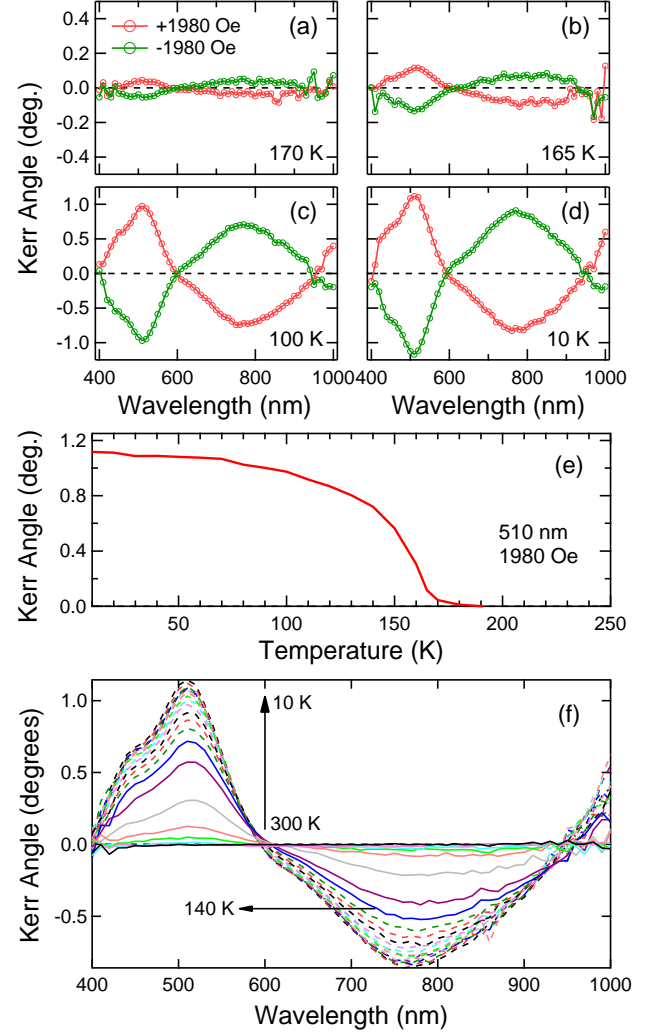 (a)
+1980 Oe
-1980 Oe
170 K
(b)
165 K
0.4
0.2
0.0
-0.2
-0.4
(c)
100 K
(d)
10 K
1.0
0.5
0.0
-0.5
-1.0
Kerr Angle (deg.)
400 600 800 1000
400 600 800 1000
Wavelength (nm)
Wavelength (nm)
(e)
510 nm
1980 Oe
1.2
0.8
0.4
0.0
Kerr Angle (deg.)
50 100 150 200 250
Temperature (K)
(f)
10 K
300 K
140 K
1.0
0.5
0.0
-0.5
Kerr Angle (degrees)
400 500 600 700 800 900 1000
Wavelength (nm)